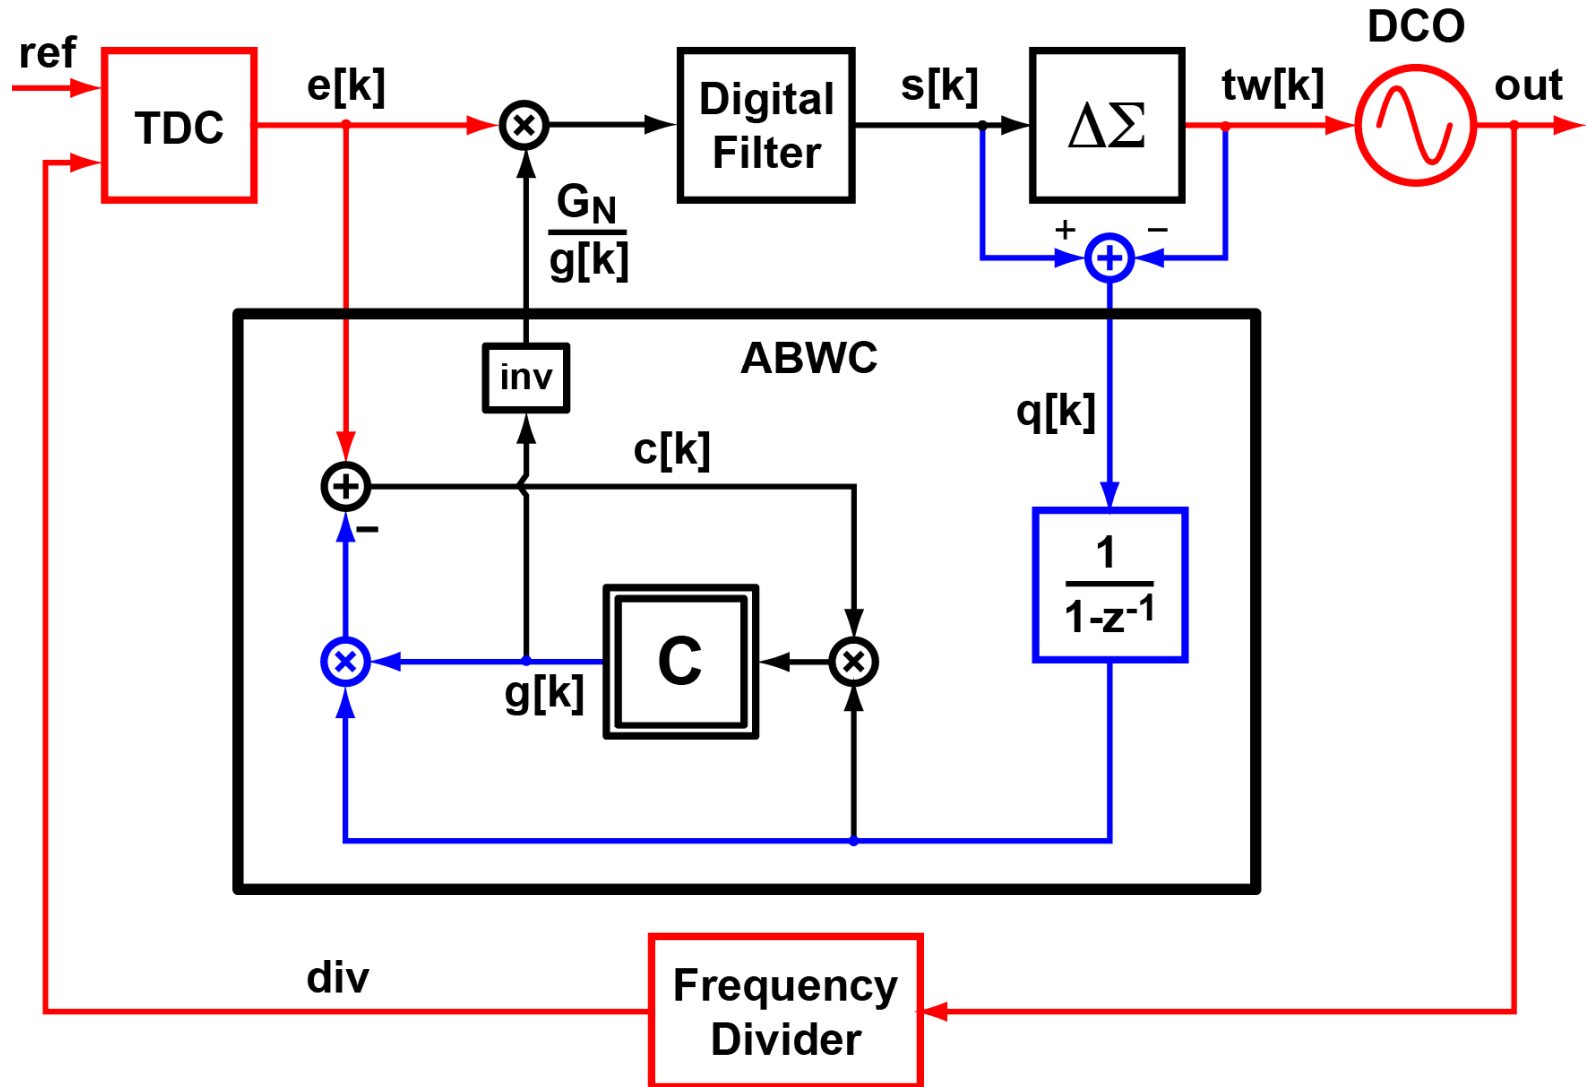 DCO
ref
e[k]
s[k]
tw[k]
out
TDC
Digital
Filter
ΔΣ
G_N
g[k]
+
−
ABWC
inv
q[k]
c[k]
−
1
1-z^-1
C
g[k]
div
Frequency
Divider